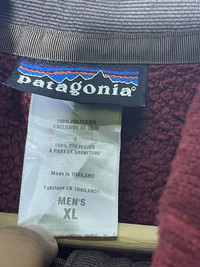 patagonia®
100% POLYESTER
EXCLUSIVE OF TRIM
100% POLYESTER
A PART LA GARNITURE
Made in THAILAND
Fabriqué EN THAILANDE
MEN'S
XL